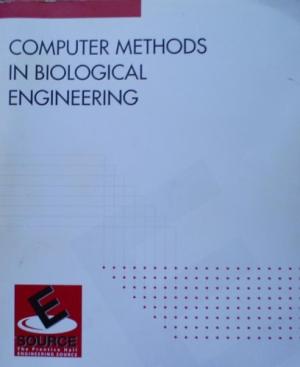 COMPUTER METHODS
IN BIOLOGICAL
ENGINEERING
E
SOURCE
The Prentice Hall
ENGINEERING SOURCE